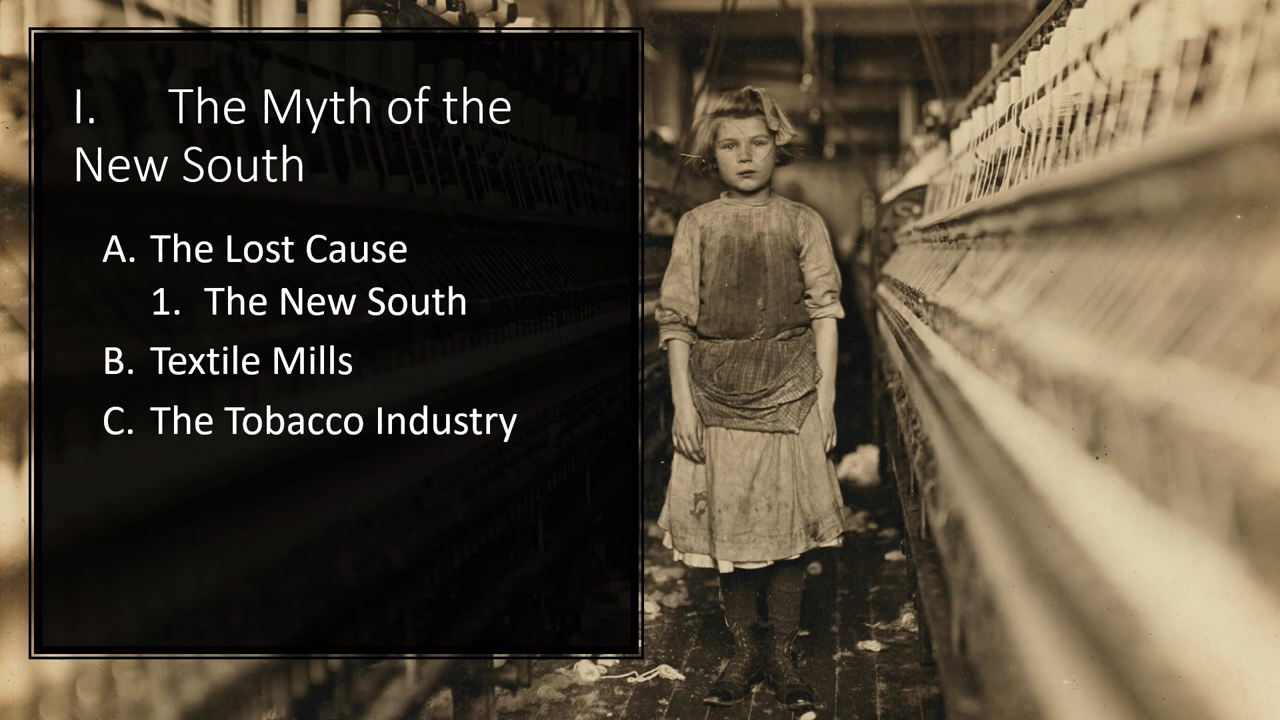 I. The Myth of the
New South
A. The Lost Cause
1. The New South
B. Textile Mills
C. The Tobacco Industry